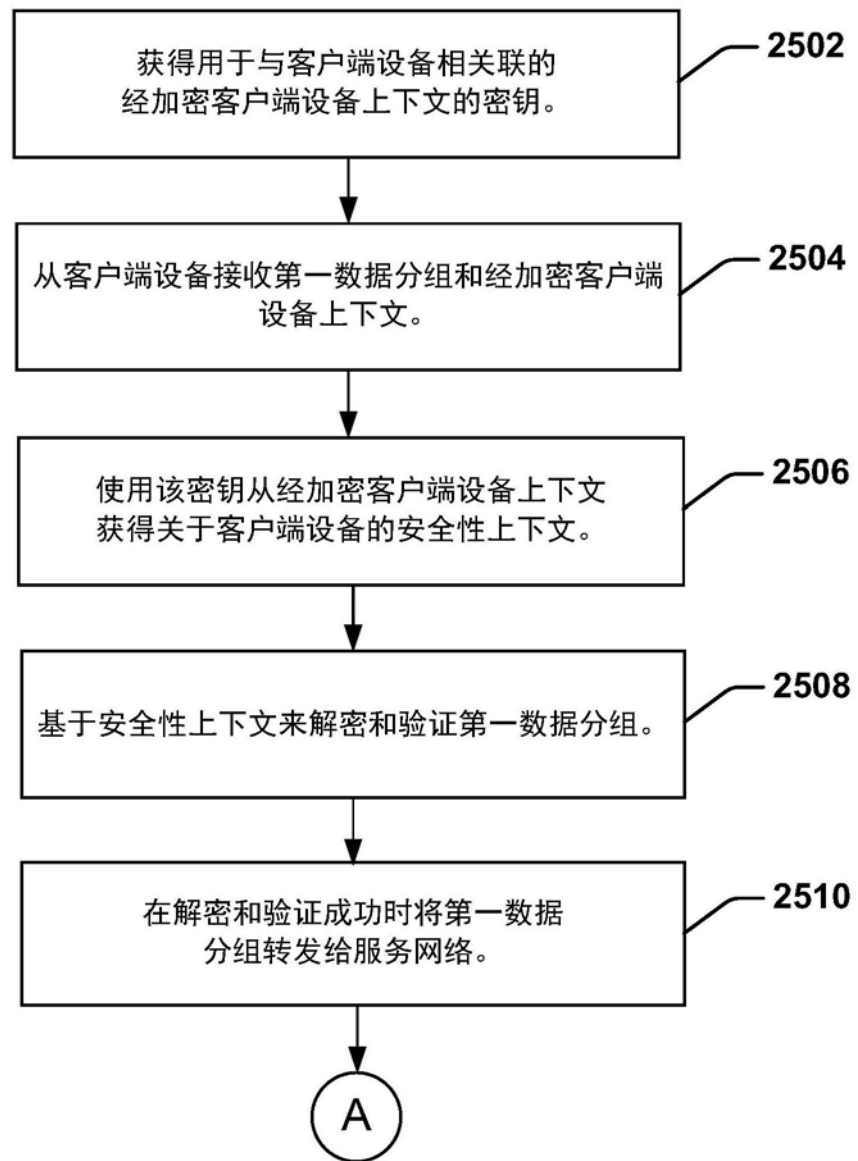 获得用于与客户端设备相关联的
经加密客户端设备上下文的密钥。
2502
从客户端设备接收第一数据分组和经加密客户端
设备上下文。
2504
使用该密钥从经加密客户端设备上下文
获得关于客户端设备的安全性上下文。
2506
基于安全性上下文来解密和验证第一数据分组。
2508
在解密和验证成功时将第一数据
分组转发给服务网络。
2510
A